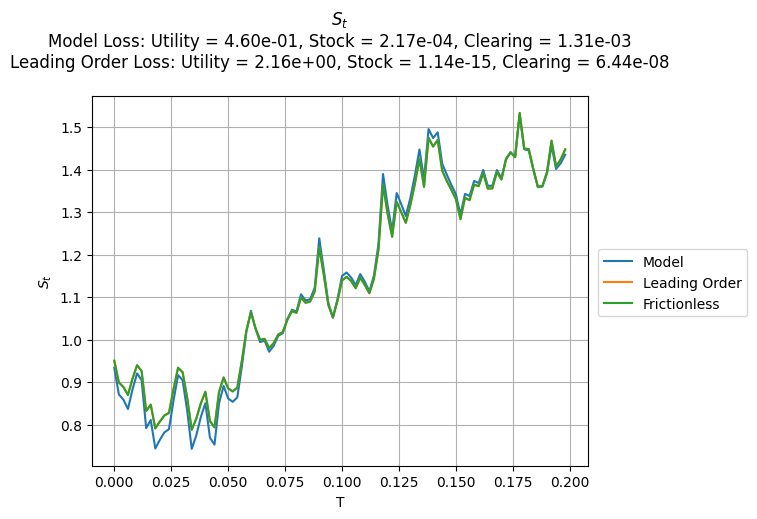 S_t
Model Loss: Utility = 4.60e-01, Stock = 2.17e-04, Clearing = 1.31e-03
Leading Order Loss: Utility = 2.16e+00, Stock = 1.14e-15, Clearing = 6.44e-08
1.5
1.4
1.3
1.2
1.1
1.0
0.9
0.8
S_t
0.000 0.025 0.050 0.075 0.100 0.125 0.150 0.175 0.200
T
Model
Leading Order
Frictionless